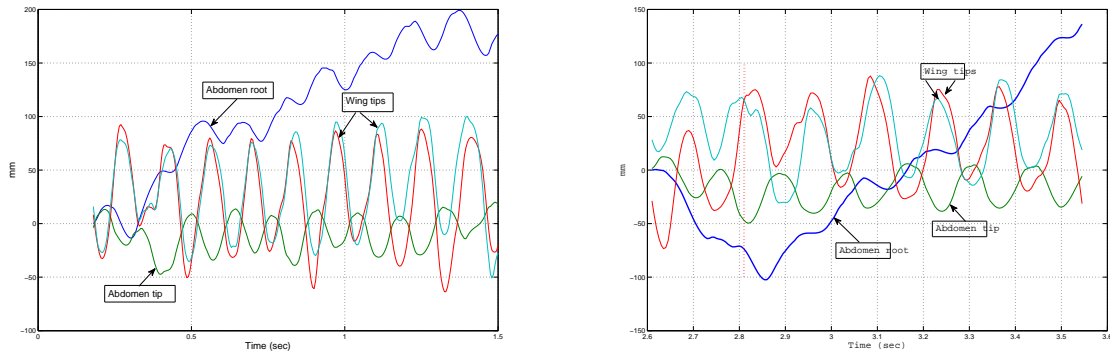 200
150
100
50
0
−50
−100
0
0.5
1
1.5
Time (sec)
mm
Abdomen root
Wing tips
Abdomen tip
150
100
50
0
−50
−100
−150
2.6
2.7
2.8
2.9
3
3.1
3.2
3.3
3.4
3.5
3.6
Time (sec)
mm
Wing tips
Abdomen tip
Abdomen root